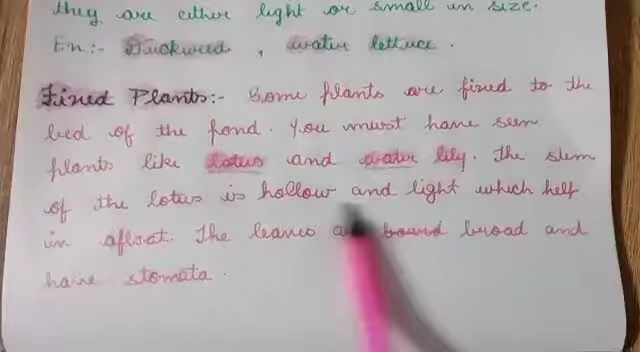 they are either light or small in size.
Ex:- Duckweed , water lettuce .
Fixed Plants:- Some plants are fixed to the
bed of the pond. You must have seen
plants like lotus and water lily. The stem
of the lotus is hollow and light which help
in afloat. The leaves broad and
have stomata .